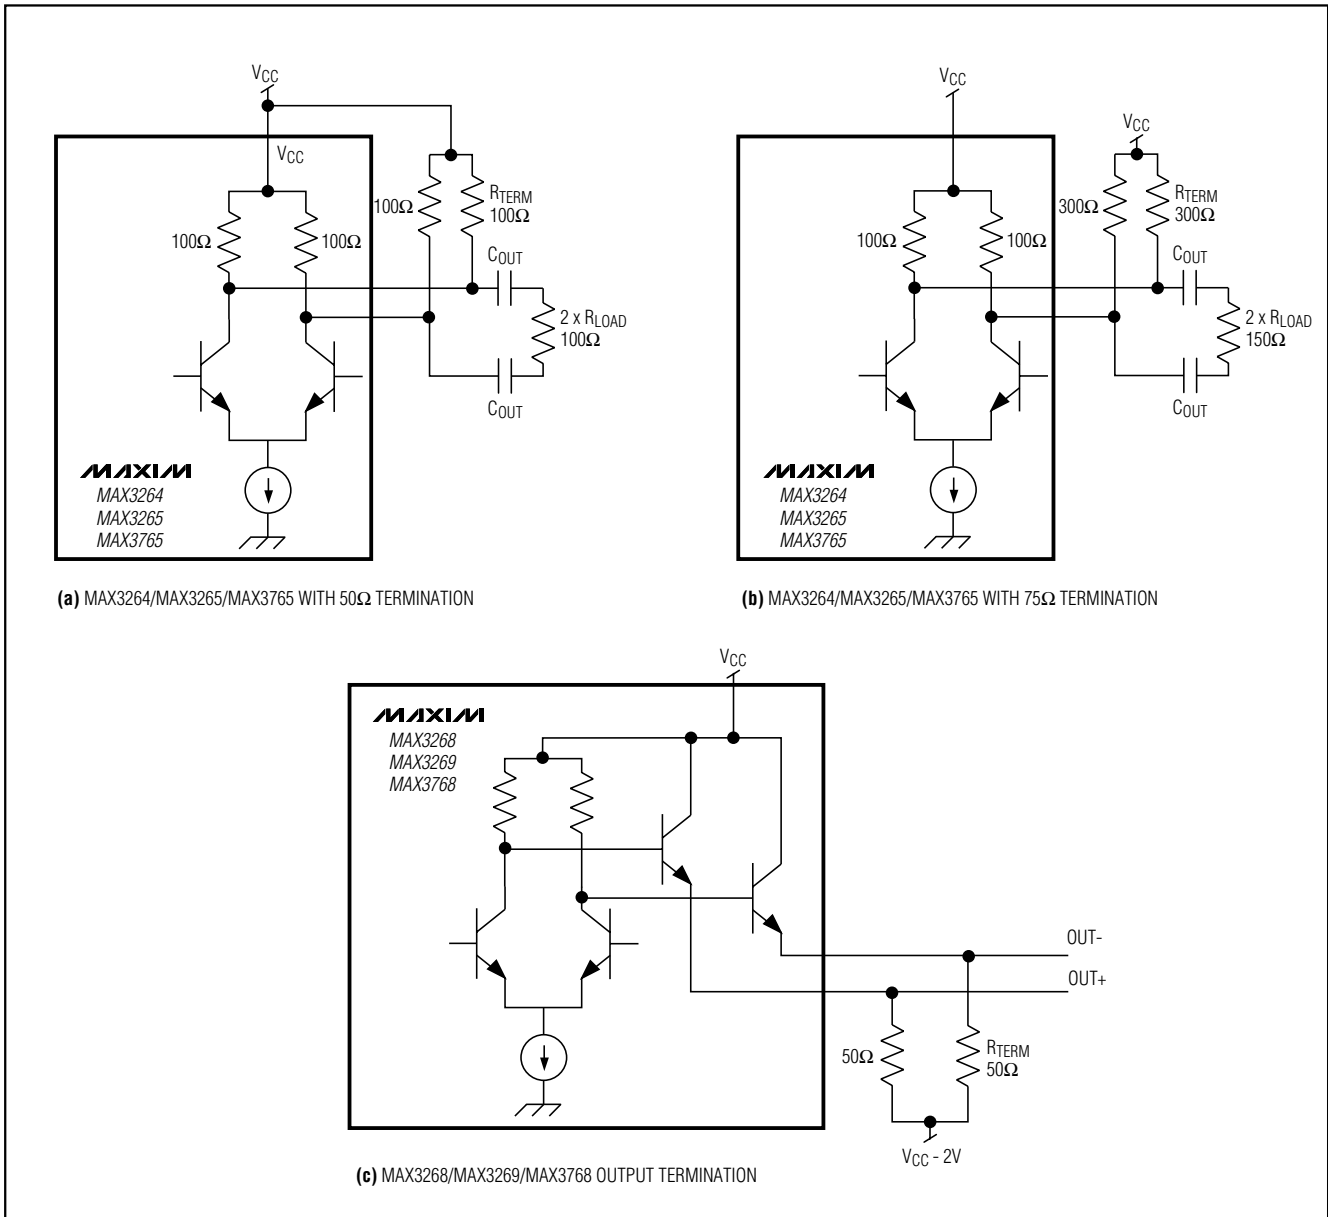 VCC
VCC
100Ω
100Ω
100Ω
RTERM
100Ω
COUT
2 x RLOAD
100Ω
COUT
MAXIM
MAX3264
MAX3265
MAX3765
(a) MAX3264/MAX3265/MAX3765 WITH 50Ω TERMINATION
VCC
VCC
100Ω
100Ω
300Ω
RTERM
300Ω
COUT
2 x RLOAD
150Ω
COUT
MAXIM
MAX3264
MAX3265
MAX3765
(b) MAX3264/MAX3265/MAX3765 WITH 75Ω TERMINATION
VCC
MAXIM
MAX3268
MAX3269
MAX3768
OUT-
OUT+
50Ω
RTERM
50Ω
VCC - 2V
(c) MAX3268/MAX3269/MAX3768 OUTPUT TERMINATION